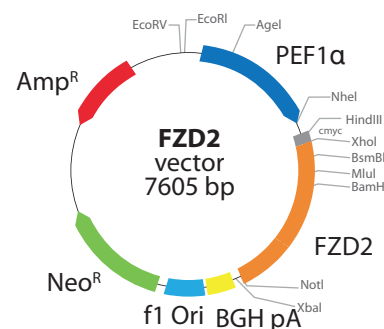 EcoRV
EcoRI
AgeI
PEF1α
AmpR
NheI
HindIII
cmyc
XhoI
BsmBI
MluI
BamH
FZD2
vector
7605 bp
FZD2
NeoR
NotI
XbaI
f1 Ori
BGH pA